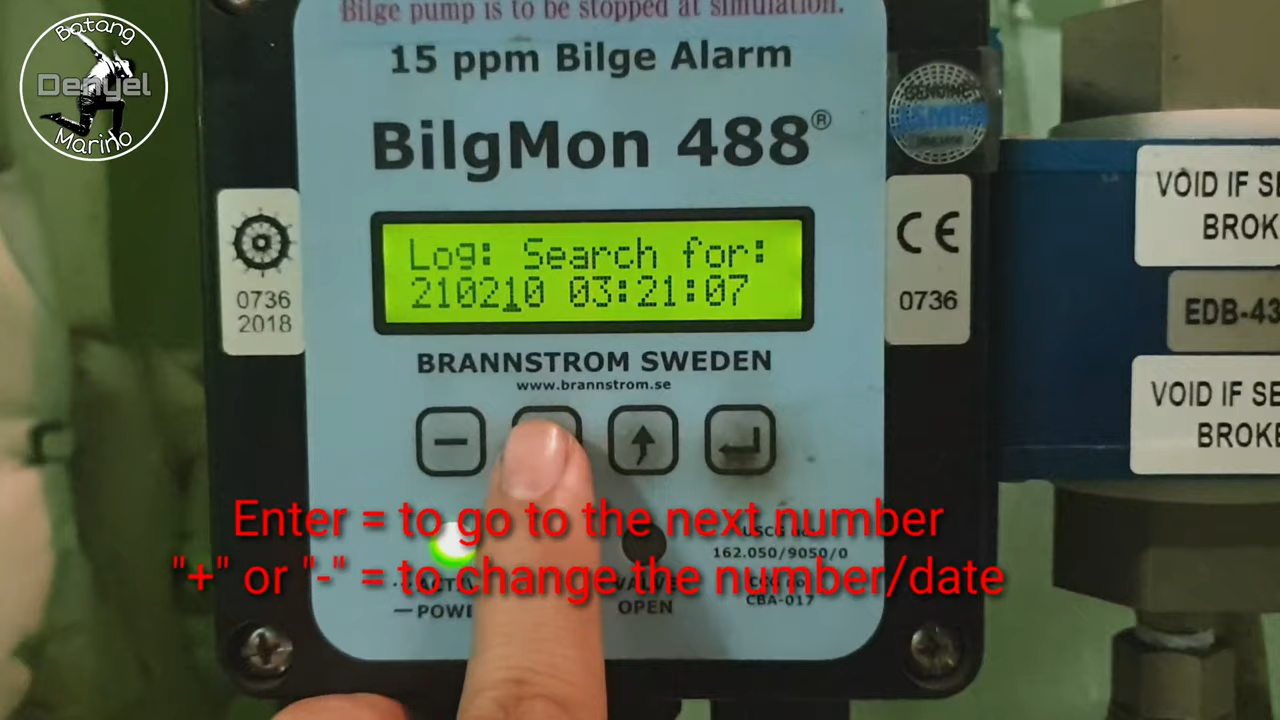 Batang
Denyel
Marino
Bilge pump is to be stopped at simulation.
15 ppm Bilge Alarm
BilgMon 488®
GENUINE
0736
2018
Log: Search for:
210210 03:21:07
CE
0736
BRANNSTROM SWEDEN
www.brannstrom.se
VOID IF SE
BROK
EDB-43
VOID IF SE
BROKE
Enter = to go to the next number
"+" or "-" = to change the number/date
162.050/9050/0
POWE
OPEN
CBA-017